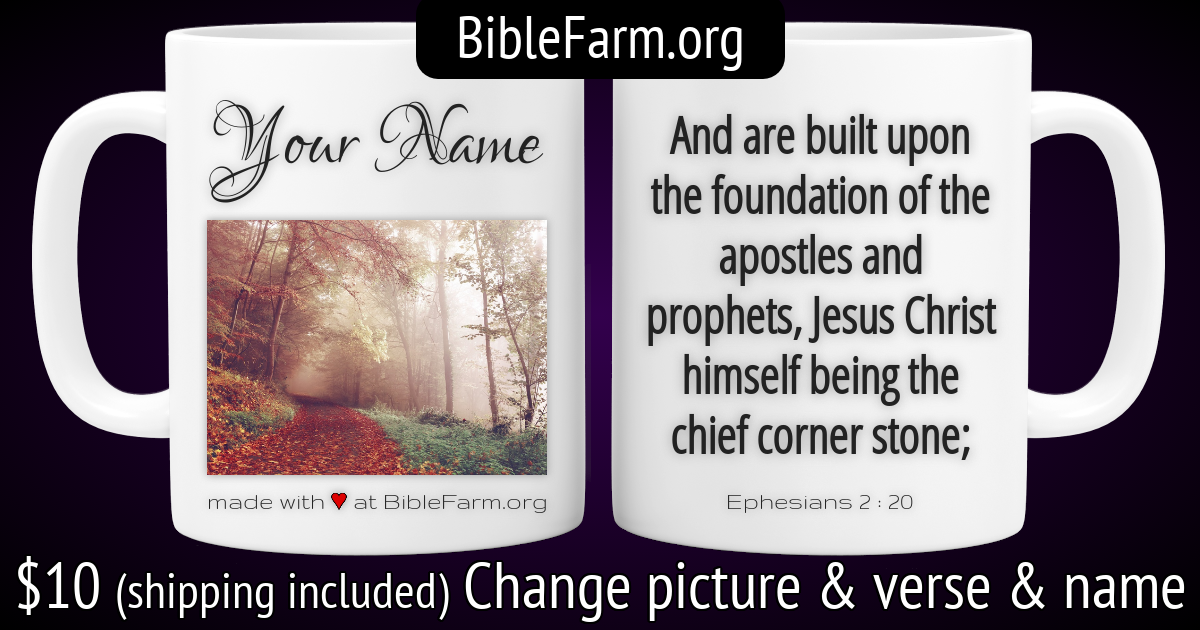 BibleFarm.org
Your Name
made with ♥ at BibleFarm.org
And are built upon
the foundation of the
apostles and
prophets, Jesus Christ
himself being the
chief corner stone;
Ephesians 2 : 20
$10 (shipping included) Change picture & verse & name